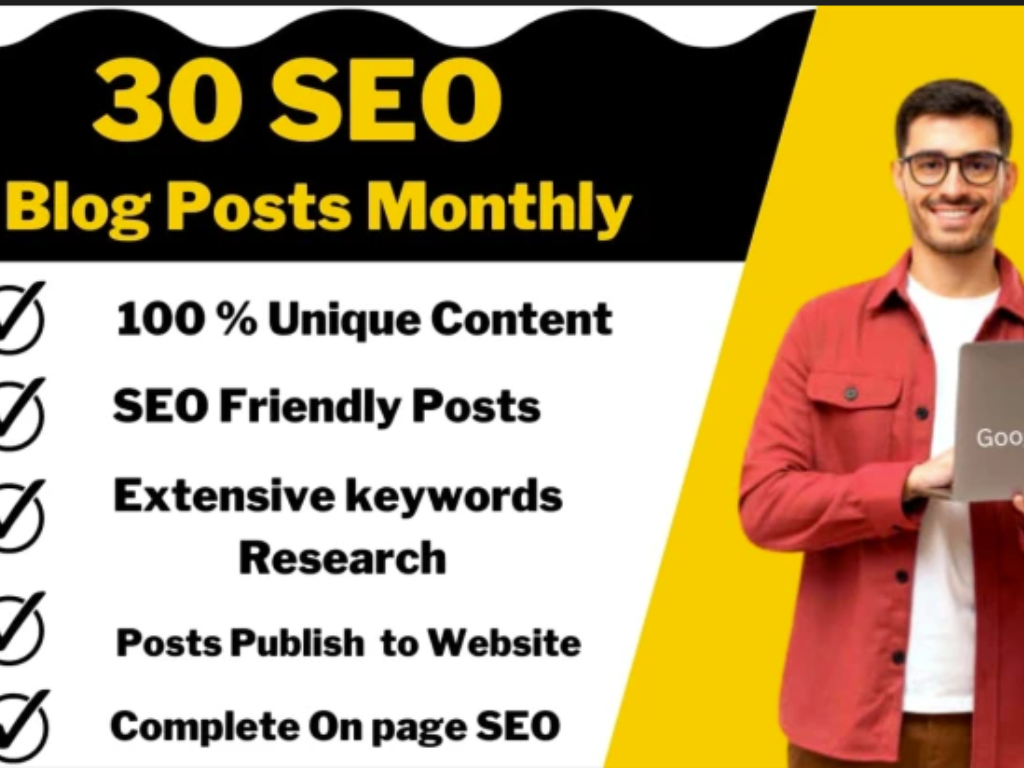 30 SEO
Blog Posts Monthly
100 % Unique Content
SEO Friendly Posts
Extensive keywords
Research
Posts Publish to Website
Complete On page SEO
Goo